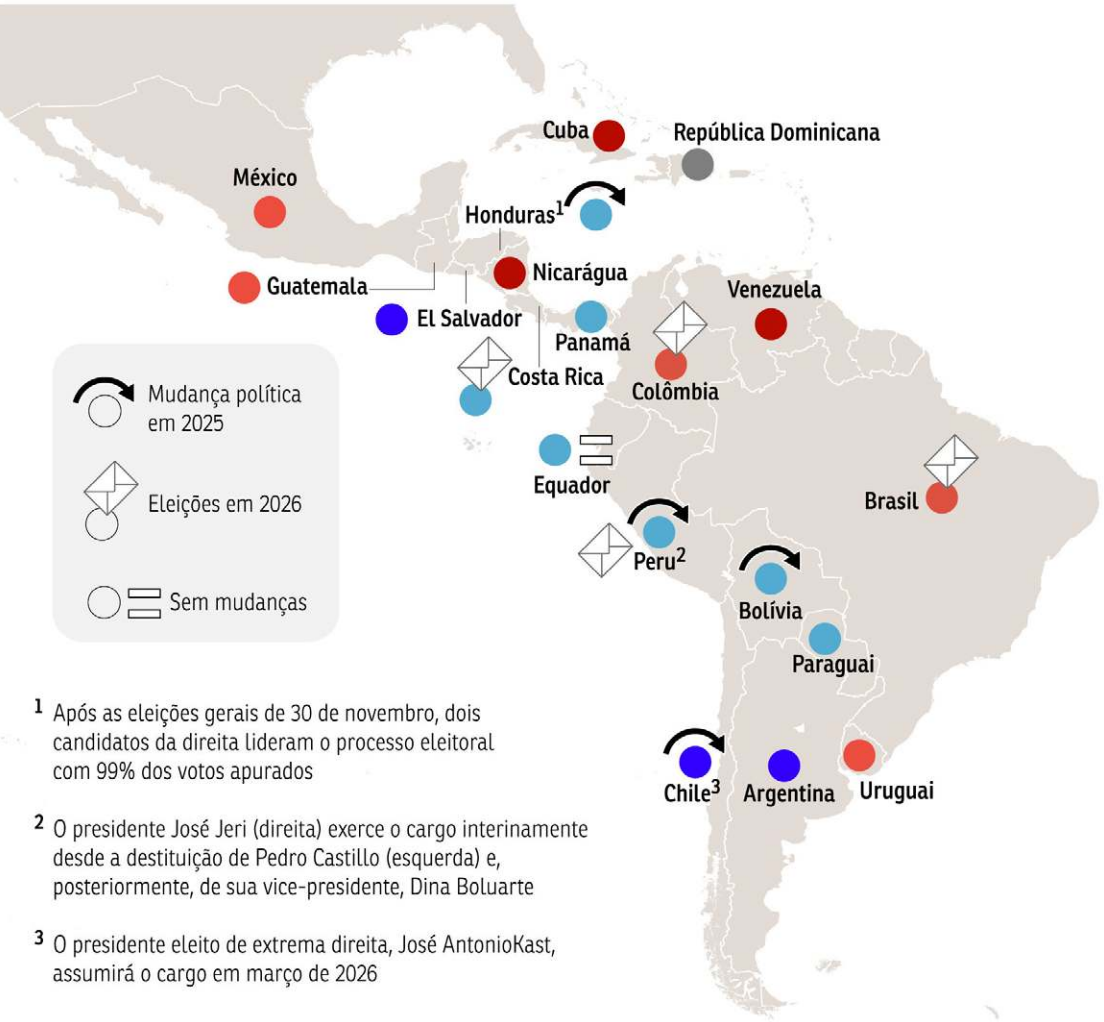 Cuba
República Dominicana
México
Honduras¹
Nicarágua
Guatemala
Venezuela
El Salvador
Panamá
Costa Rica
Colômbia
Mudança política
em 2025
Equador
Brasil
Eleições em 2026
Peru²
Bolívia
Sem mudanças
Paraguai
Chile³
Argentina
Uruguai
1 Após as eleições gerais de 30 de novembro, dois
candidatos da direita lideram o processo eleitoral
com 99% dos votos apurados
2 O presidente José Jeri (direita) exerce o cargo interinamente
desde a destituição de Pedro Castillo (esquerda) e,
posteriormente, de sua vice-presidente, Dina Boluarte
3 O presidente eleito de extrema direita, José AntonioKast,
assumirá o cargo em março de 2026